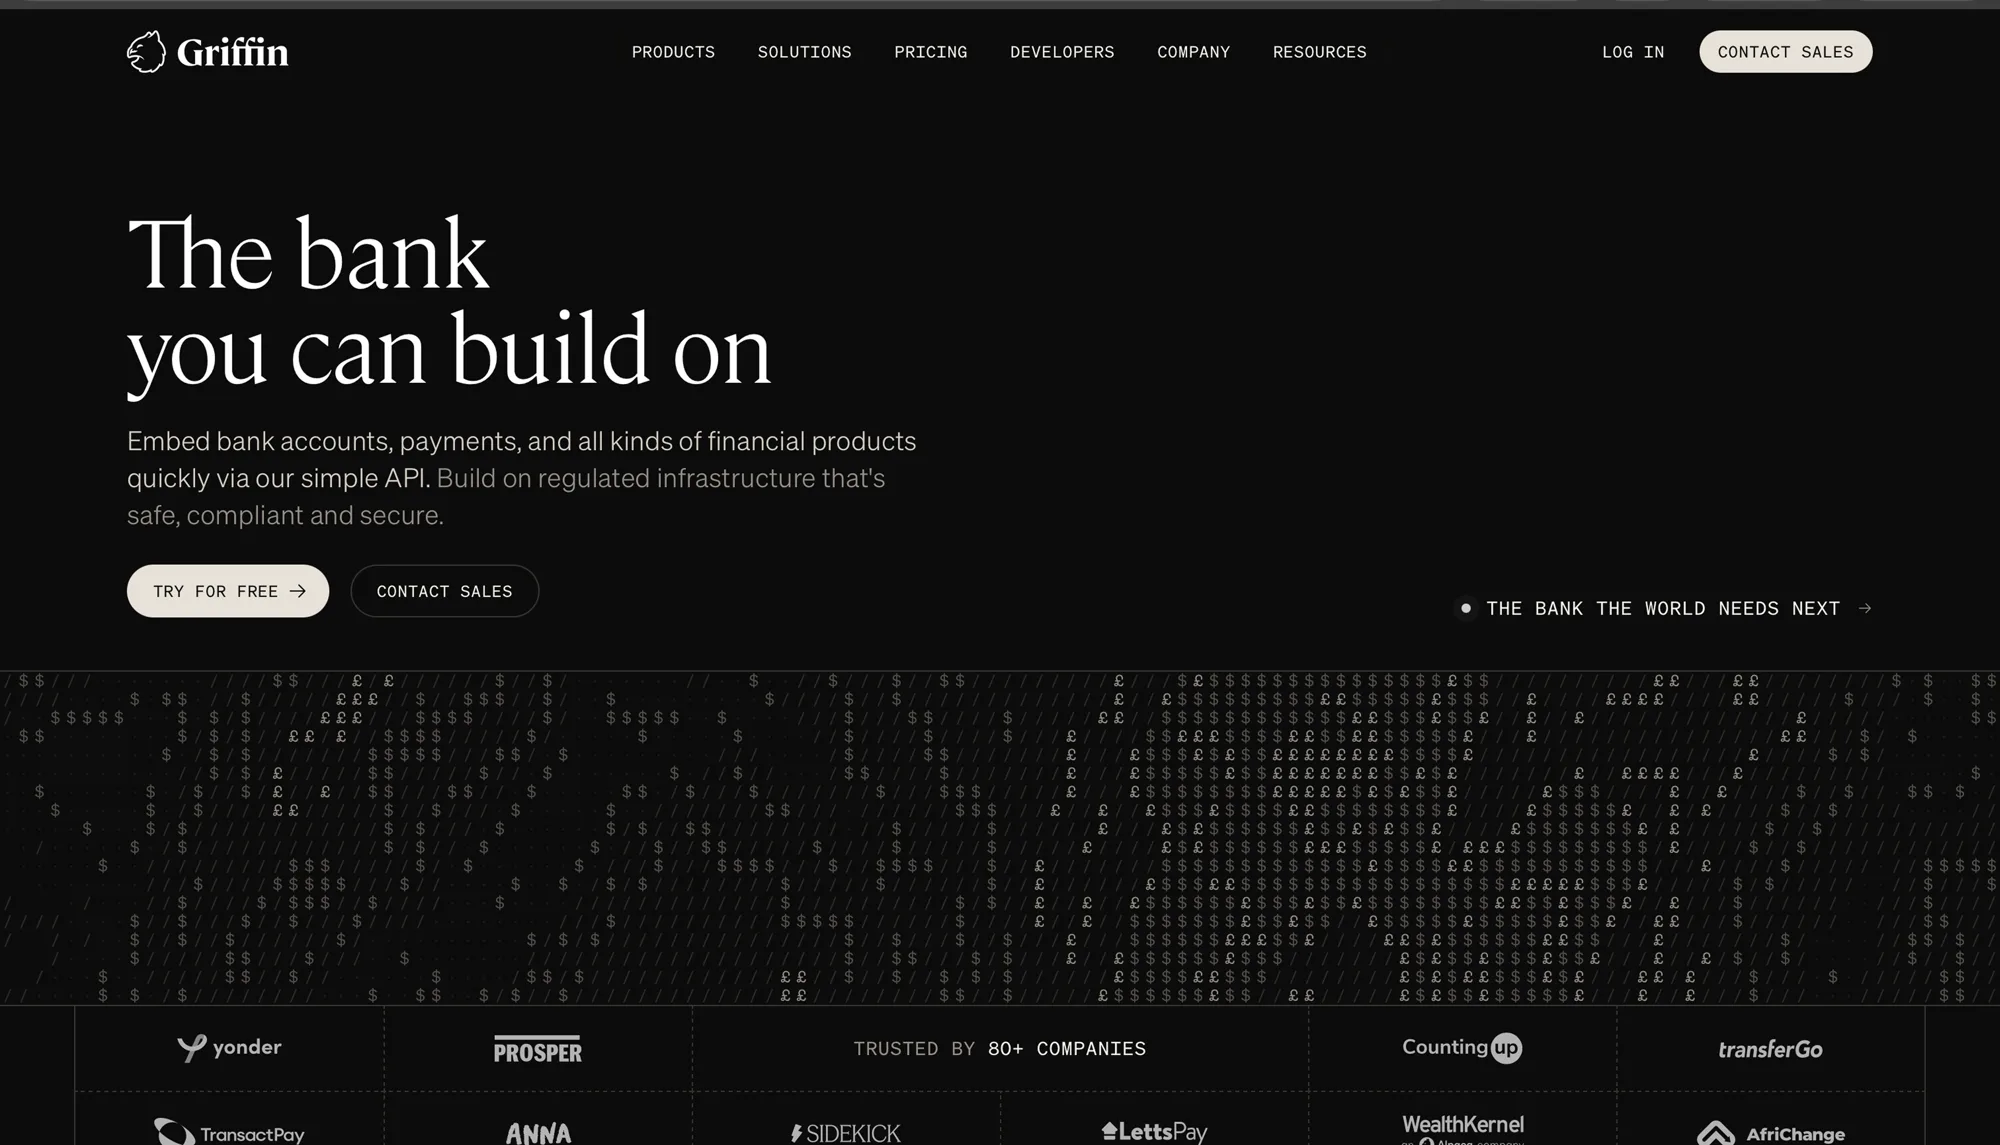 Griffin
PRODUCTS SOLUTIONS PRICING DEVELOPERS COMPANY RESOURCES
LOG IN
CONTACT SALES
The bank
you can build on
Embed bank accounts, payments, and all kinds of financial products
quickly via our simple API. Build on regulated infrastructure that's
safe, compliant and secure.
TRY FOR FREE →
CONTACT SALES
THE BANK THE WORLD NEEDS NEXT →
yonder
PROSPER
TRUSTED BY 80+ COMPANIES
Counting up
transferGo
TransactPay
ANNA
SIDEKICK
LettsPay
WealthKernel
AfriChange